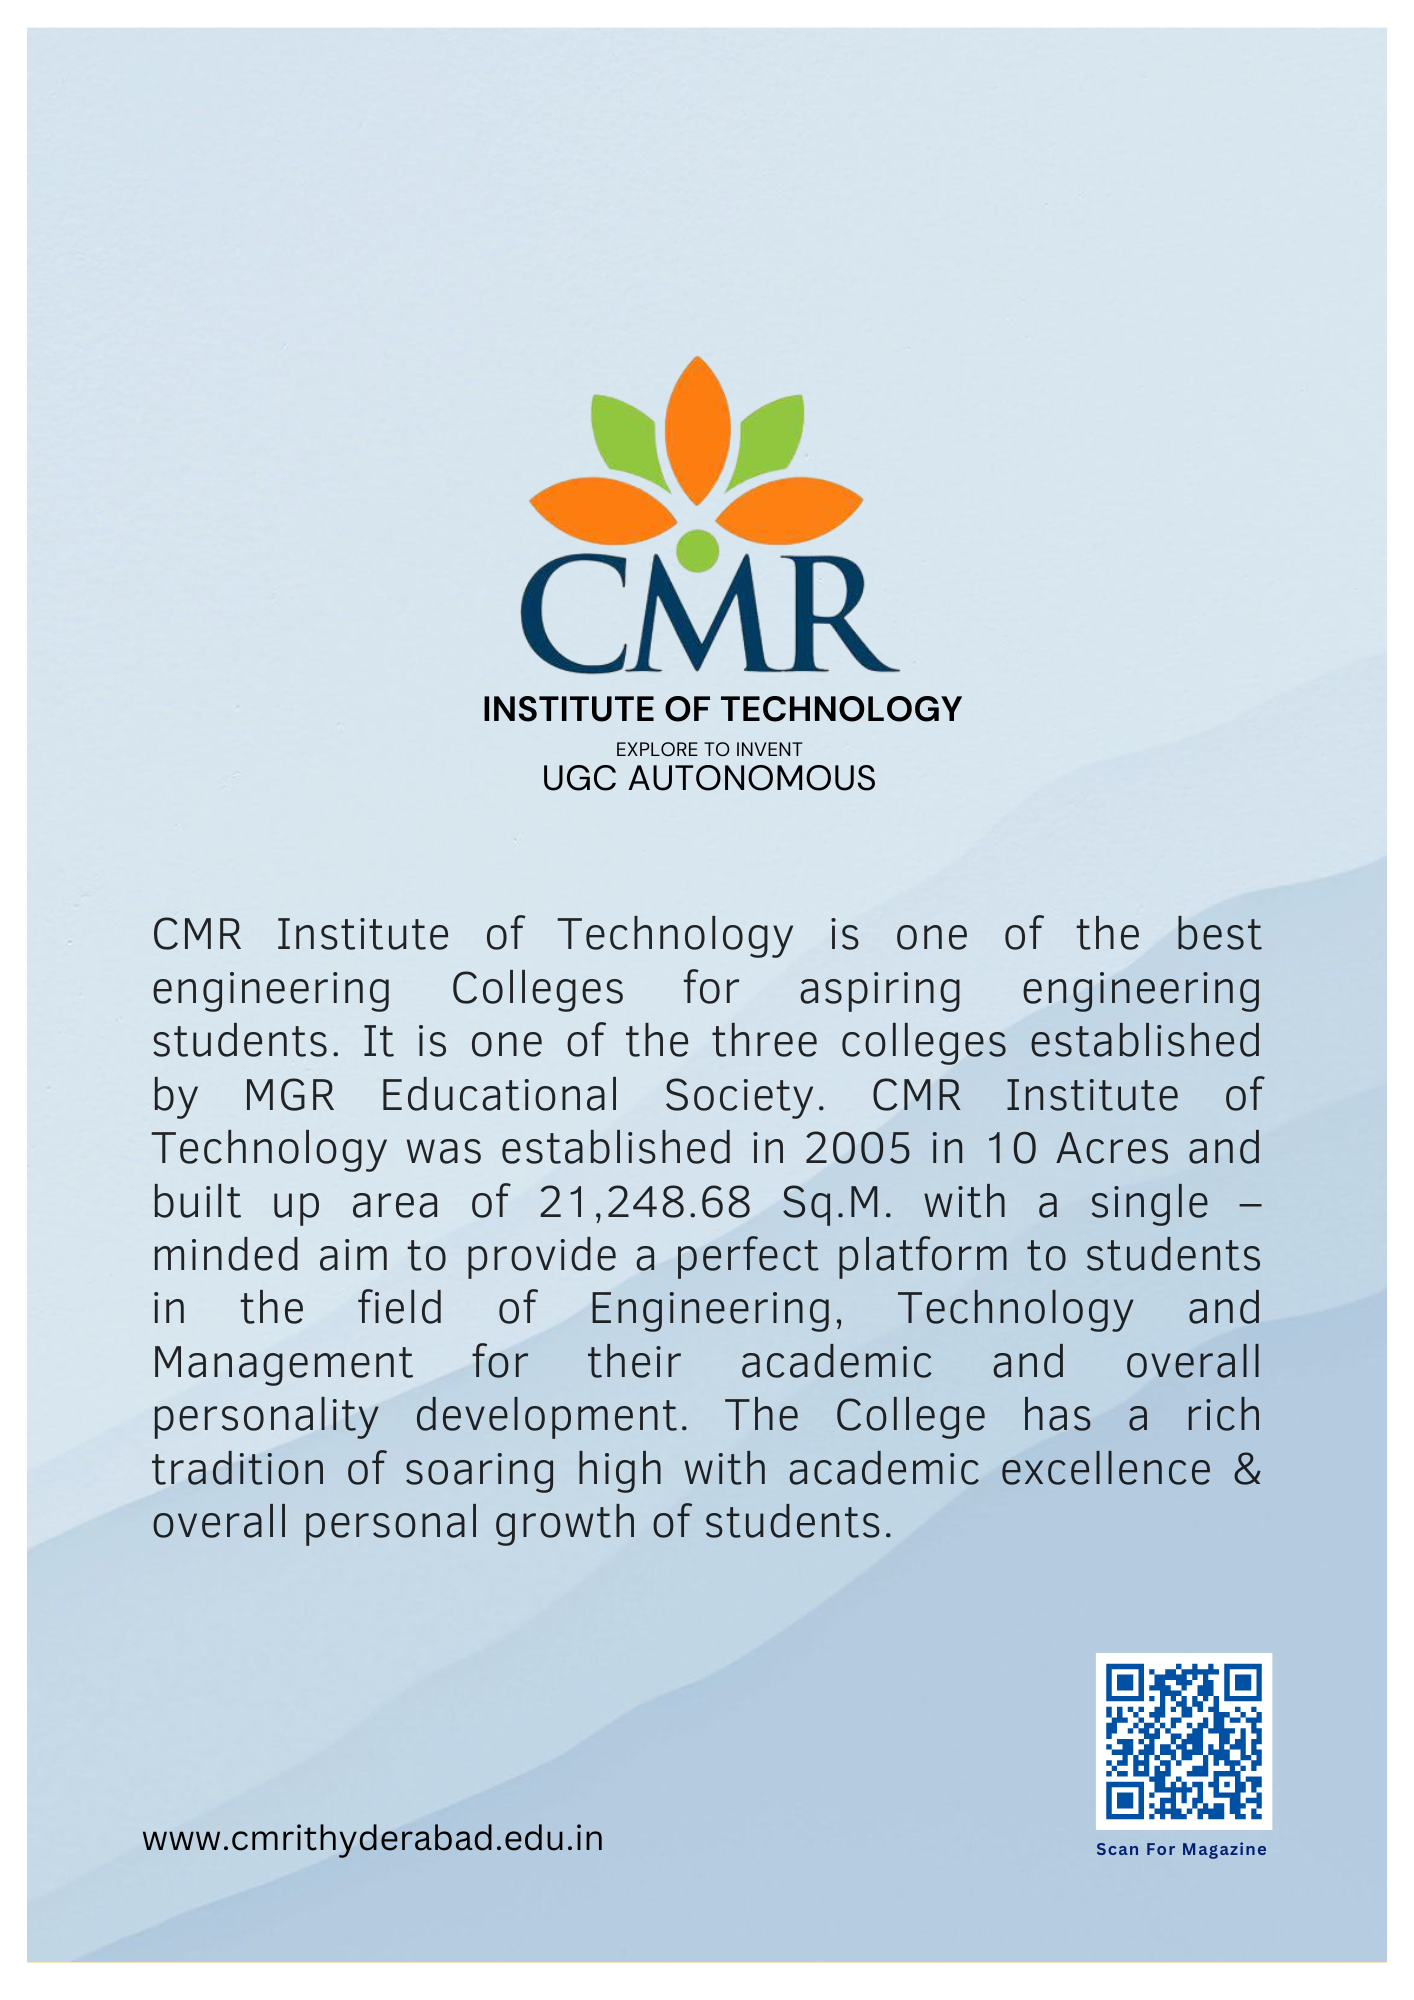 CMR
INSTITUTE OF TECHNOLOGY
EXPLORE TO INVENT
UGC AUTONOMOUS
CMR Institute of Technology is one of the best
engineering Colleges for aspiring engineering
students. It is one of the three colleges established
by MGR Educational Society. CMR Institute of
Technology was established in 2005 in 10 Acres and
built up area of 21,248.68 Sq.M. with a single –
minded aim to provide a perfect platform to students
in the field of Engineering, Technology and
Management for their academic and overall
personality development. The College has a rich
tradition of soaring high with academic excellence &
overall personal growth of students.
www.cmrithyderabad.edu.in
Scan For Magazine